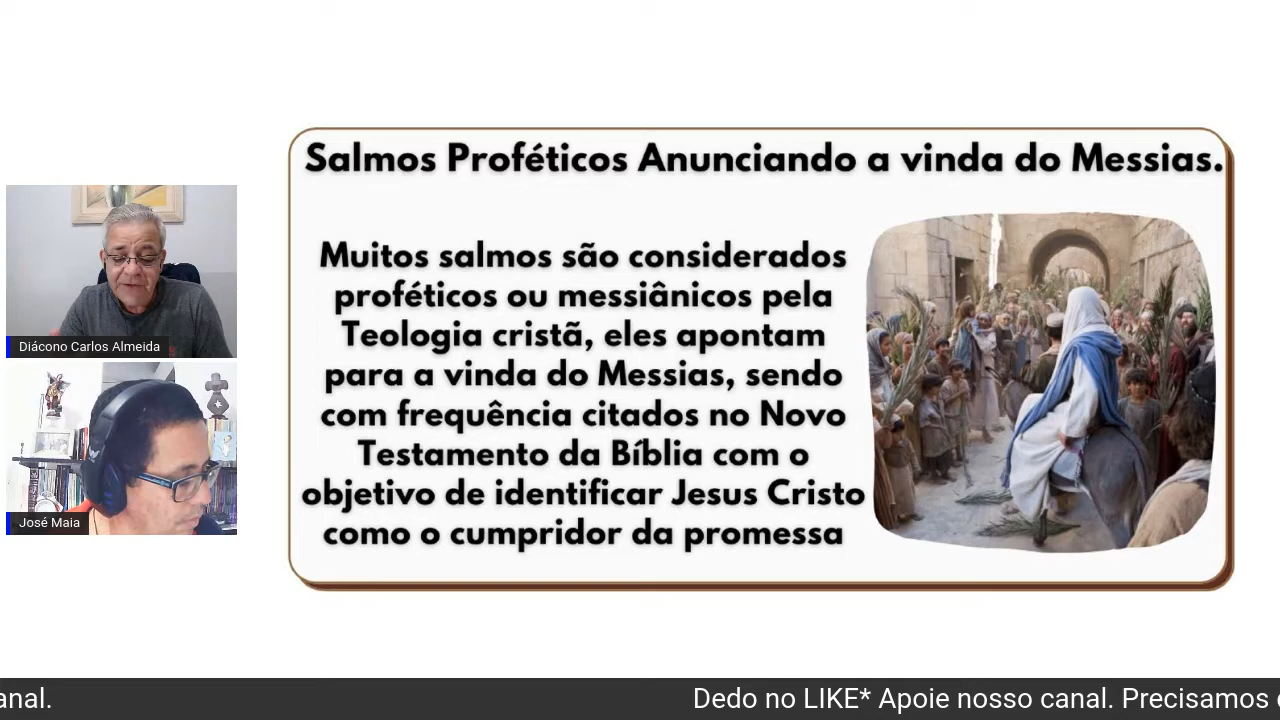 Salmos Proféticos Anunciando a vinda do Messias.
Muitos salmos são considerados
proféticos ou messiânicos pela
Teologia cristã, eles apontam
para a vinda do Messias, sendo
com frequência citados no Novo
Testamento da Bíblia com o
objetivo de identificar Jesus Cristo
como o cumpridor da promessa
Diácono Carlos Almeida
José Maia
anal.
Dedo no LIKE* Apoie nosso canal. Precisamos